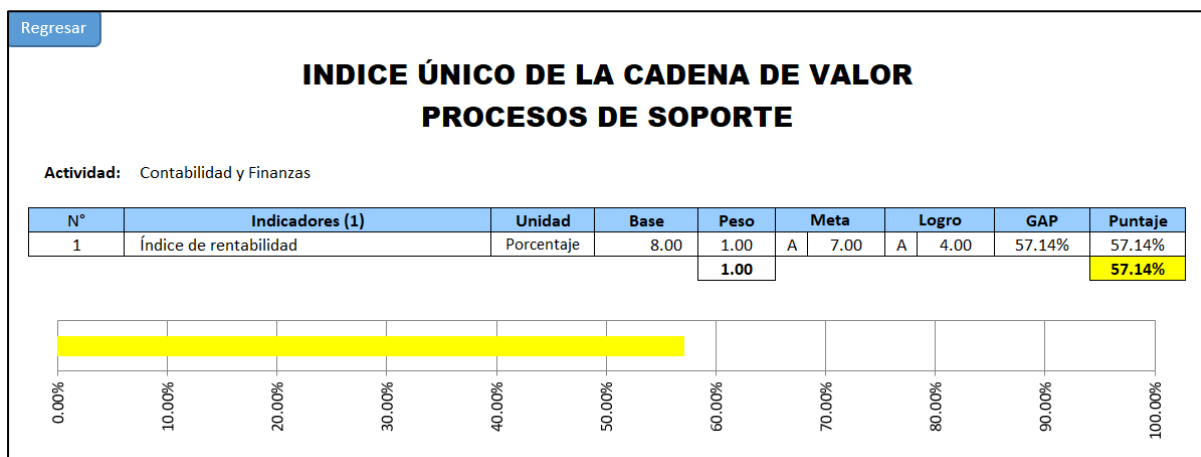 Regresar
INDICE ÚNICO DE LA CADENA DE VALOR
PROCESOS DE SOPORTE
Actividad: Contabilidad y Finanzas
N° Indicadores (1) Unidad Base Peso Meta Logro GAP Puntaje
1 Índice de rentabilidad Porcentaje 8.00 1.00 A 7.00 A 4.00 57.14% 57.14%
1.00 57.14%
0.00% 10.00% 20.00% 30.00% 40.00% 50.00% 60.00% 70.00% 80.00% 90.00% 100.00%